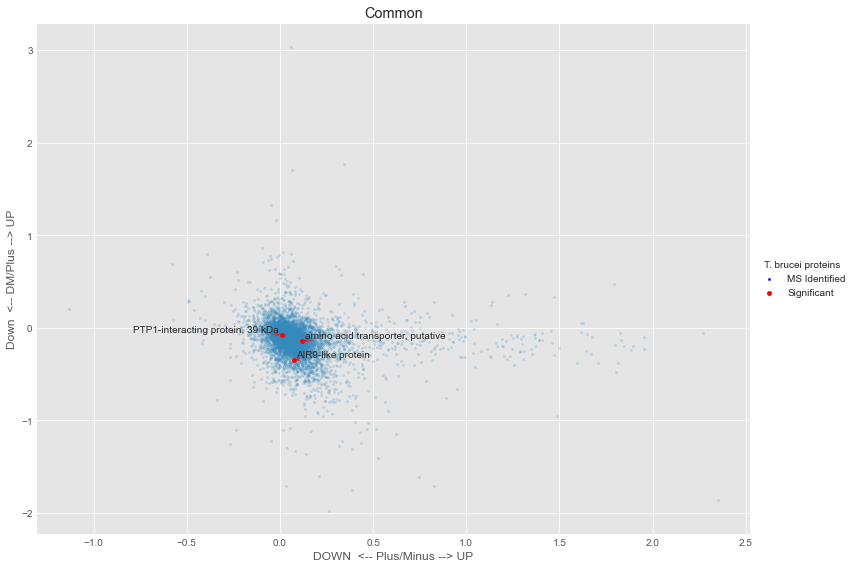 Common
3
2
1
0
−1
−2
Down <-- DM/Plus --> UP
PTP1-interacting protein, 39 kDa
amino acid transporter, putative
AIR9-like protein
T. brucei proteins
MS Identified
Significant
−1.0
−0.5
0.0
0.5
1.0
1.5
2.0
2.5
DOWN <-- Plus/Minus --> UP